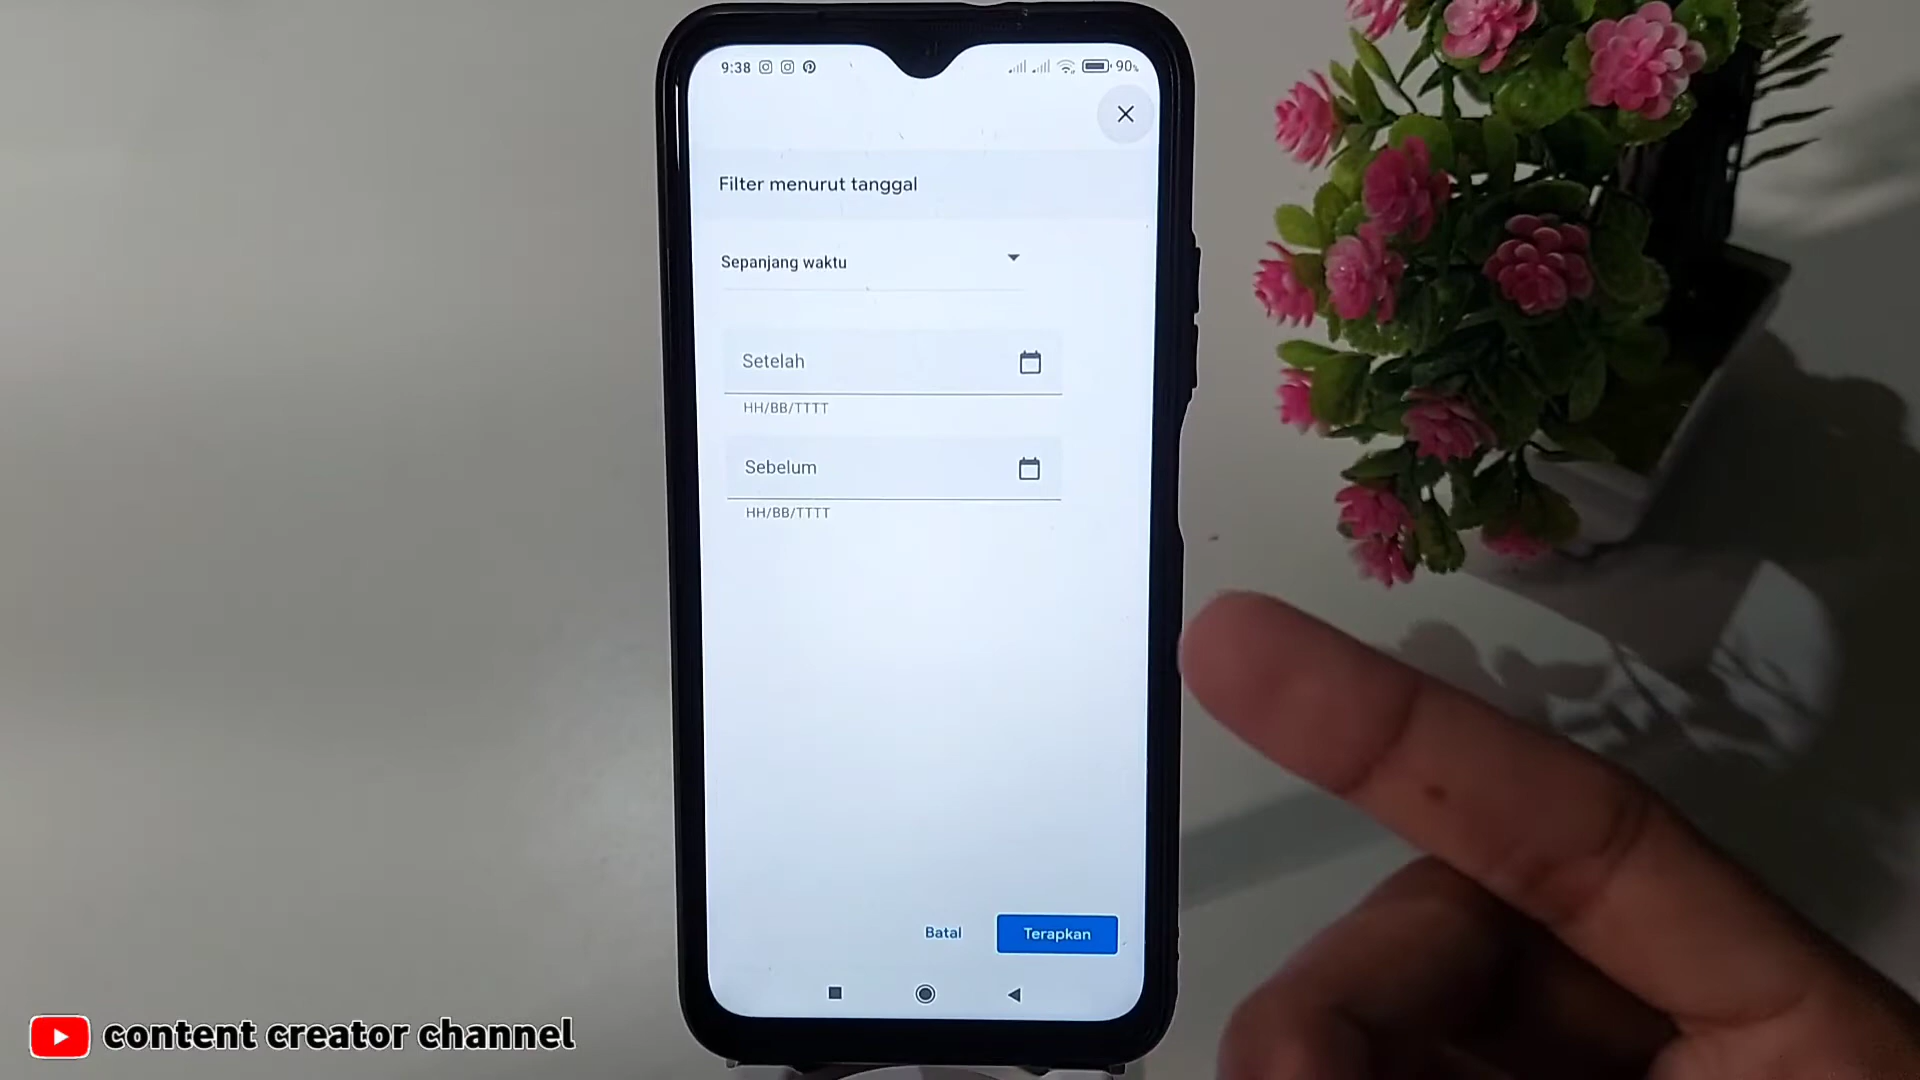 9:38
90%
Filter menurut tanggal
Sepanjang waktu
Setelah
HH/BB/TTTT
Sebelum
HH/BB/TTTT
Batal
Terapkan
content creator channel